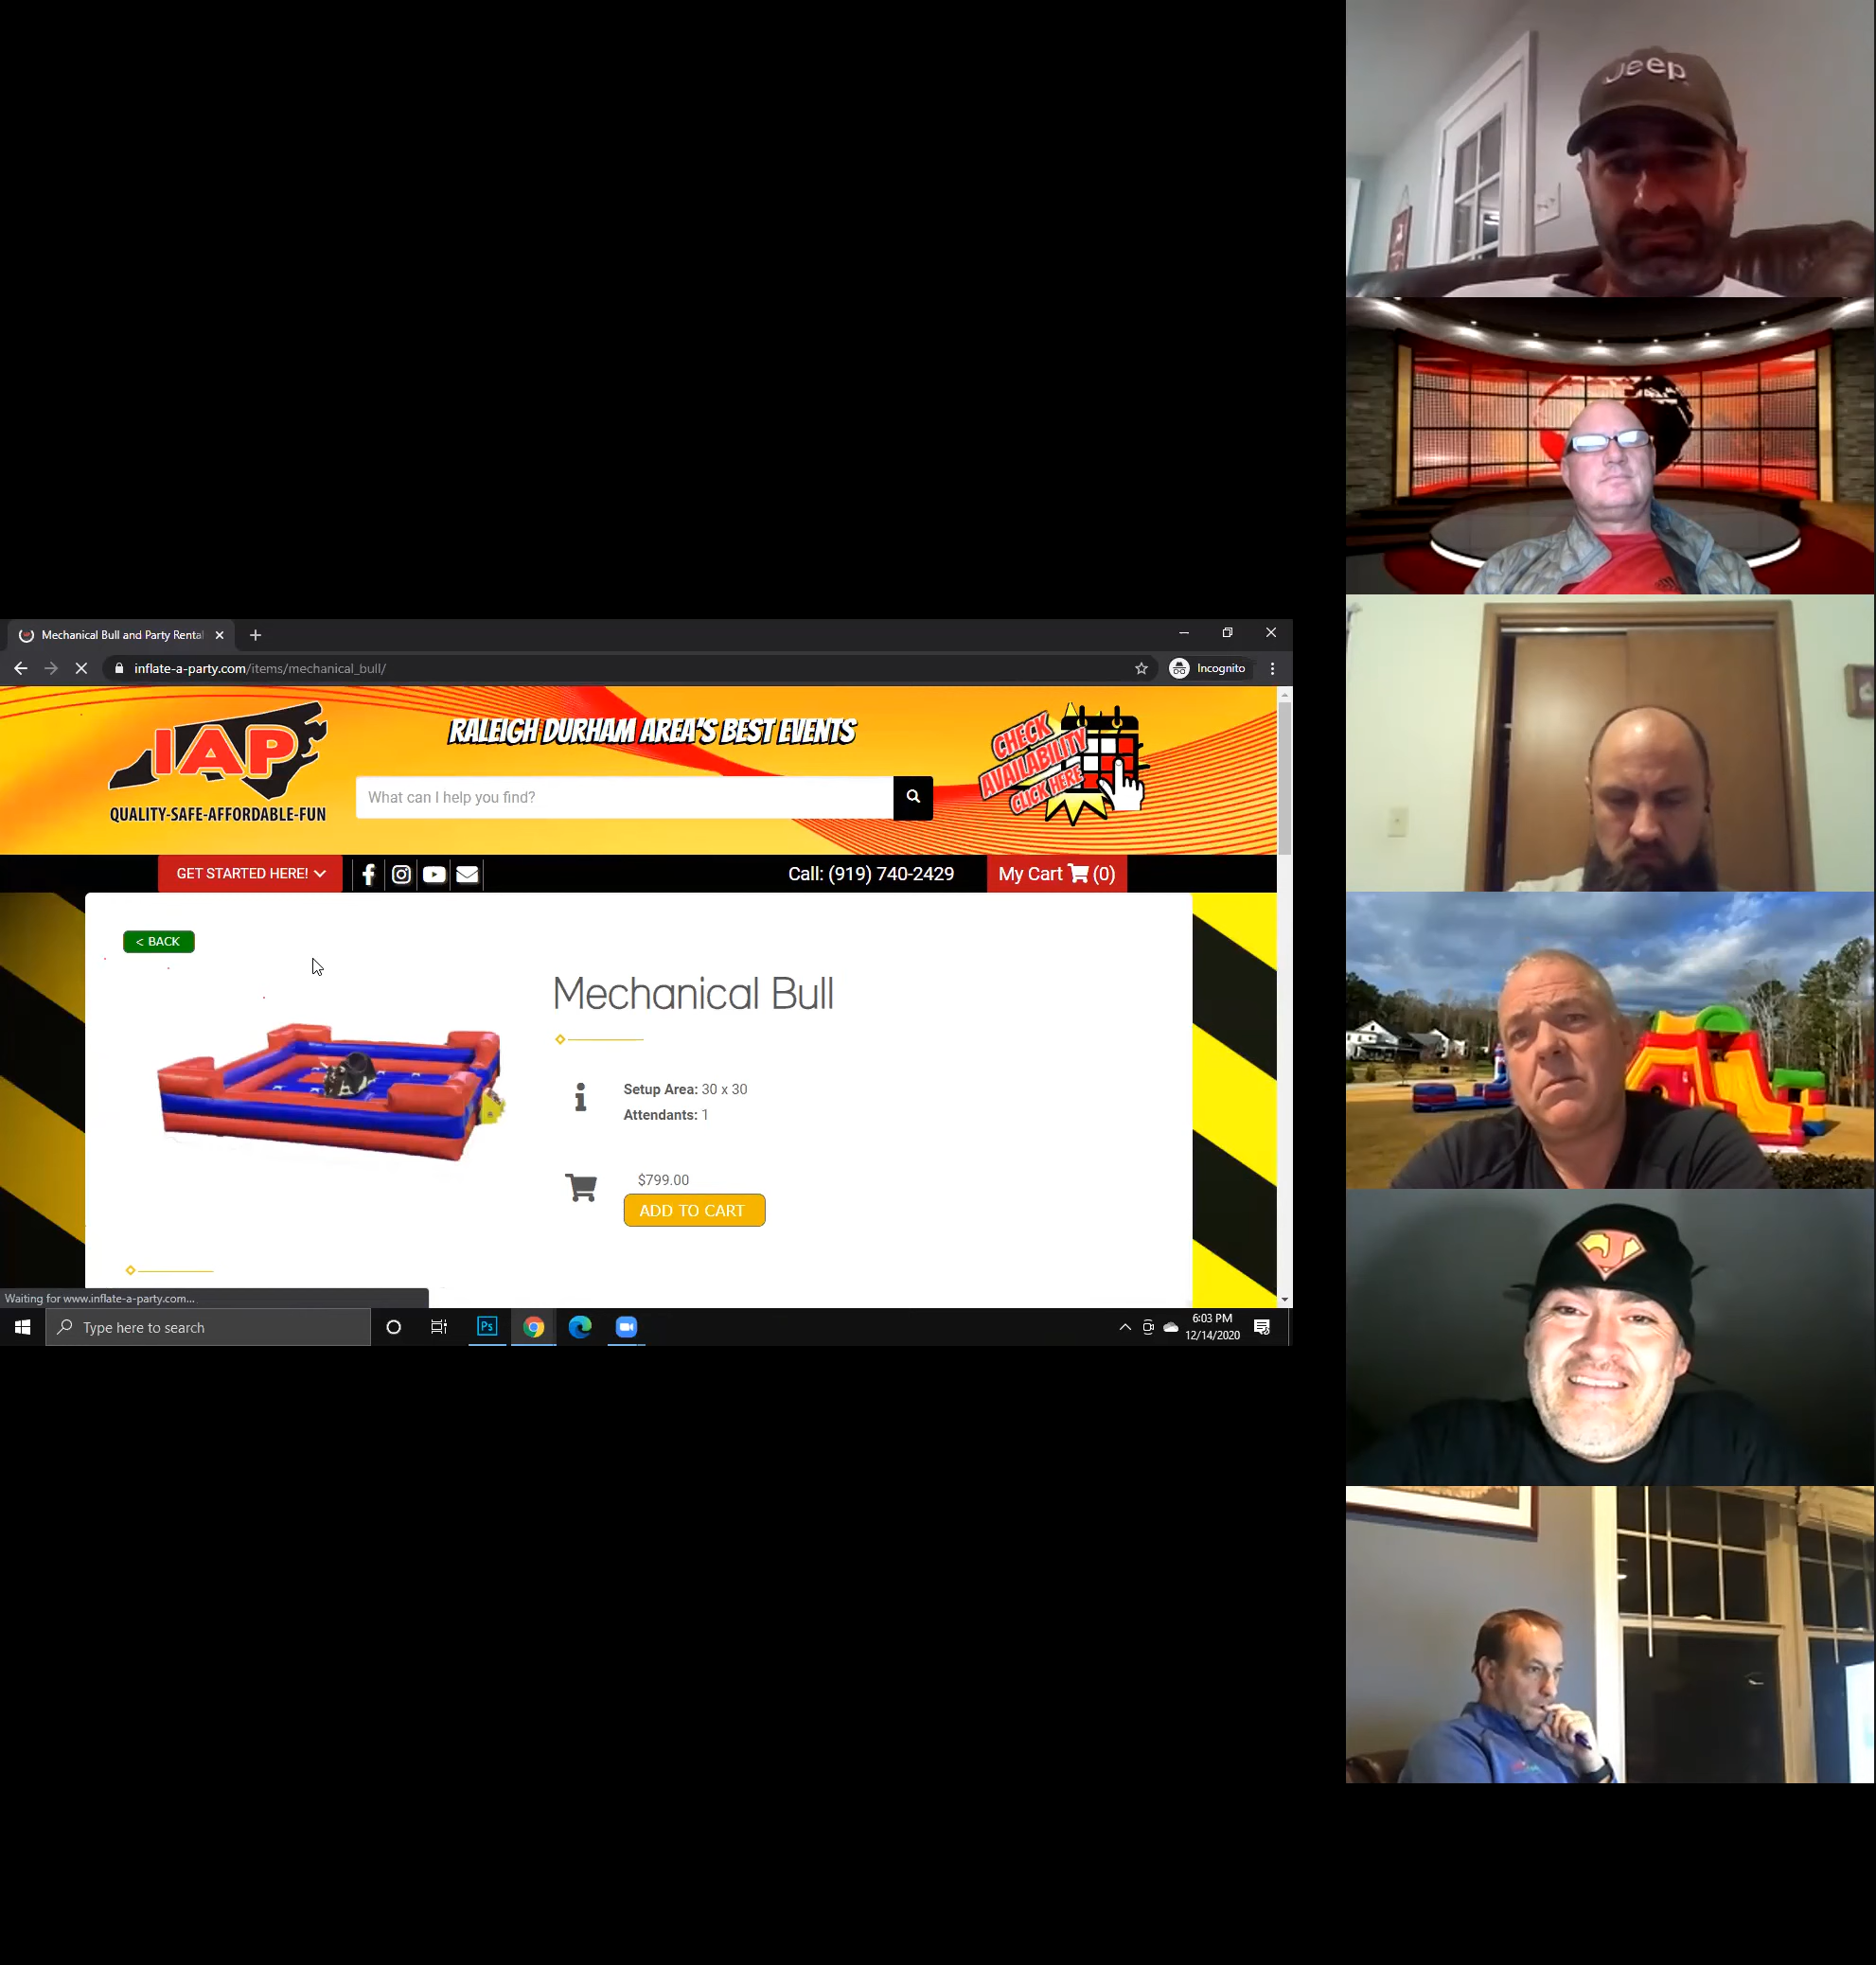 Jeep
Mechanical Bull and Party Rental
inflate-a-party.com/items/mechanical_bull/
Incognito
IAP
QUALITY-SAFE-AFFORDABLE-FUN
RALEIGH DURHAM AREA'S BEST EVENTS
What can I help you find?
CHECK
AVAILABILITY
CLICK HERE
GET STARTED HERE!
Call: (919) 740-2429
My Cart (0)
< BACK
Mechanical Bull
Setup Area: 30 x 30
Attendants: 1
$799.00
ADD TO CART
Waiting for www.inflate-a-party.com...
Type here to search
Ps
6:03 PM
12/14/2020
J